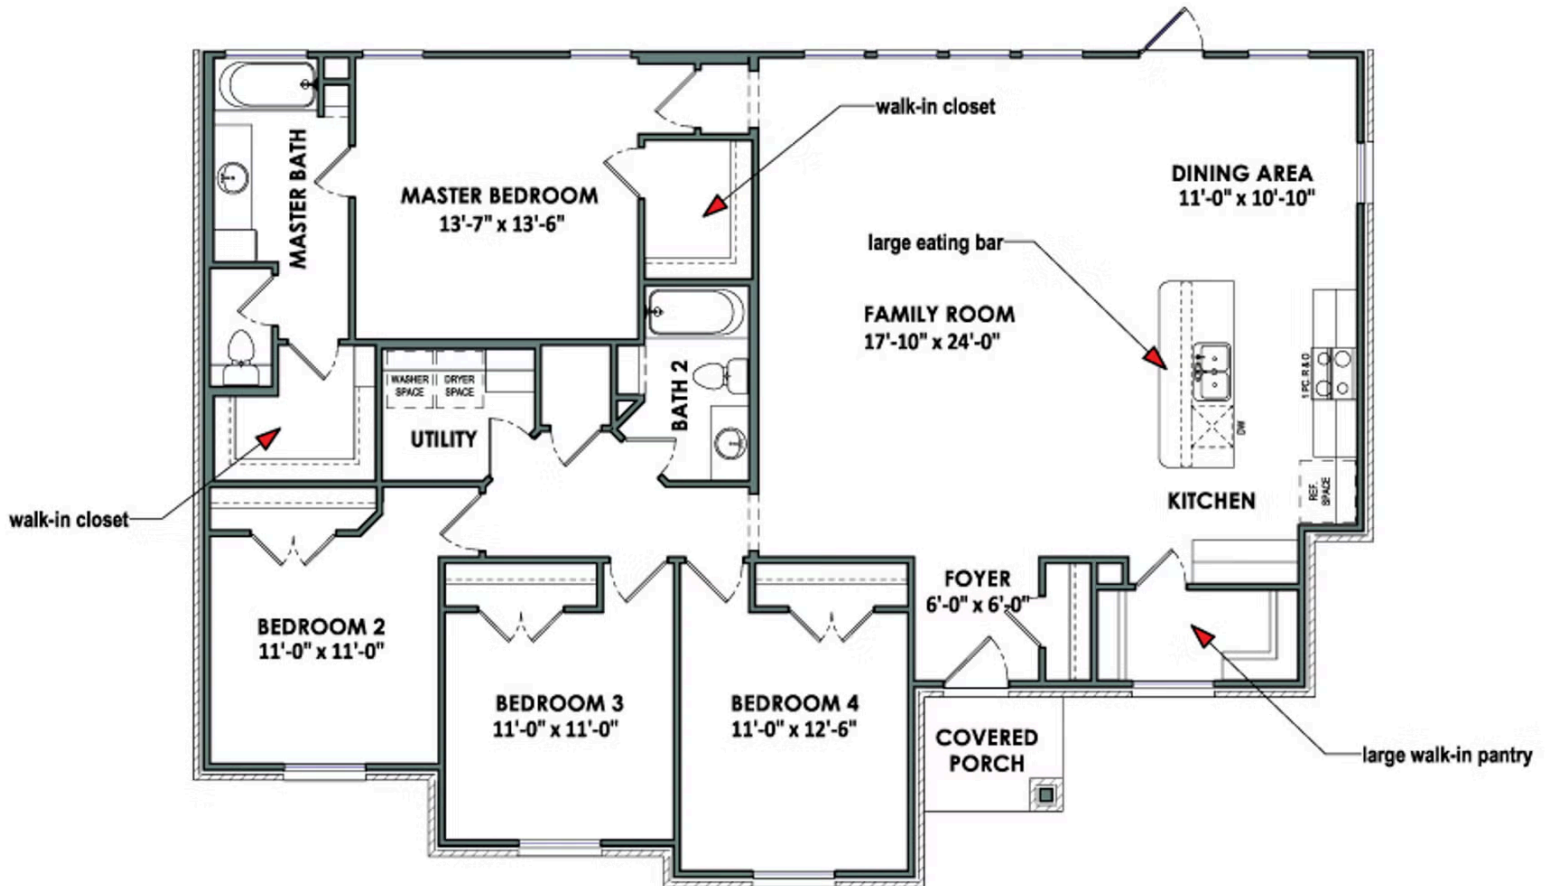 walk-in closet
MASTER BATH
MASTER BEDROOM
13'-7" x 13'-6"
DINING AREA
11'-0" x 10'-10"
large eating bar
FAMILY ROOM
17'-10" x 24'-0"
WASHER
SPACE
DRYER
SPACE
BATH 2
1 PC. R & O
DW
UTILITY
REF.
SPACE
KITCHEN
walk-in closet
FOYER
6'-0" x 6'-0"
BEDROOM 2
11'-0" x 11'-0"
BEDROOM 3
11'-0" x 11'-0"
BEDROOM 4
11'-0" x 12'-6"
COVERED
PORCH
large walk-in pantry